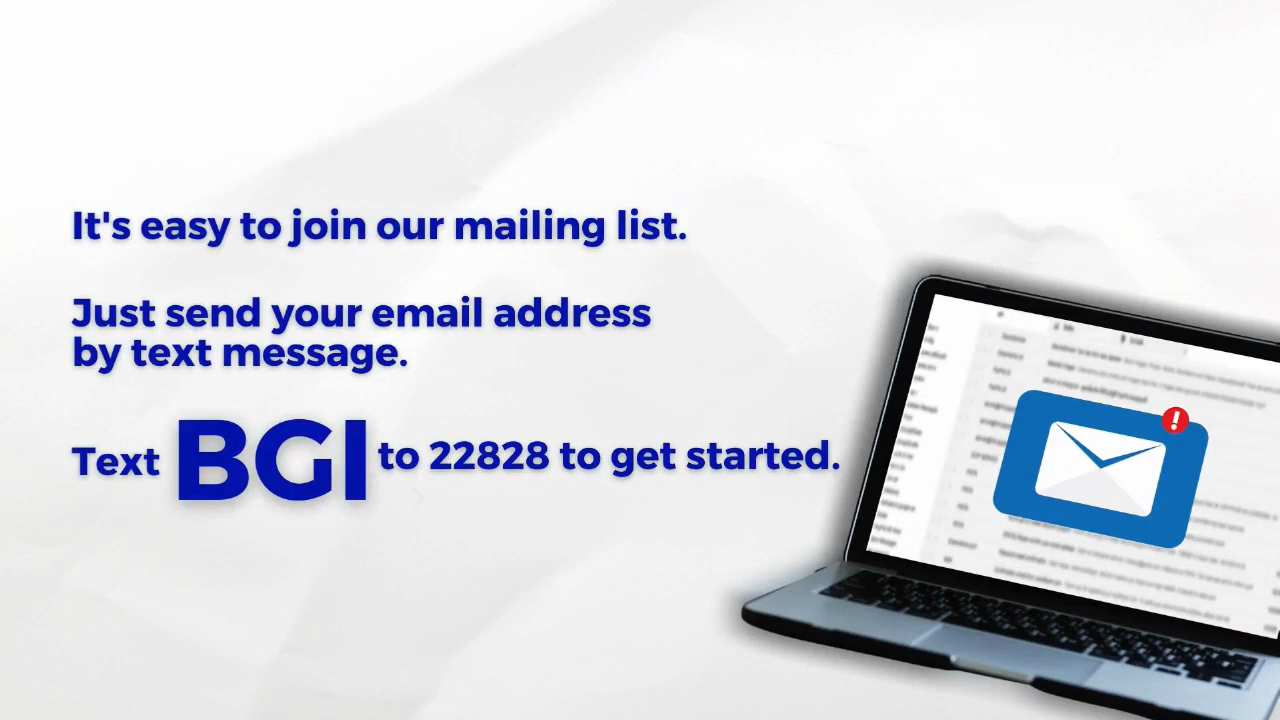 It's easy to join our mailing list.
Just send your email address
by text message.
Text BGI to 22828 to get started.